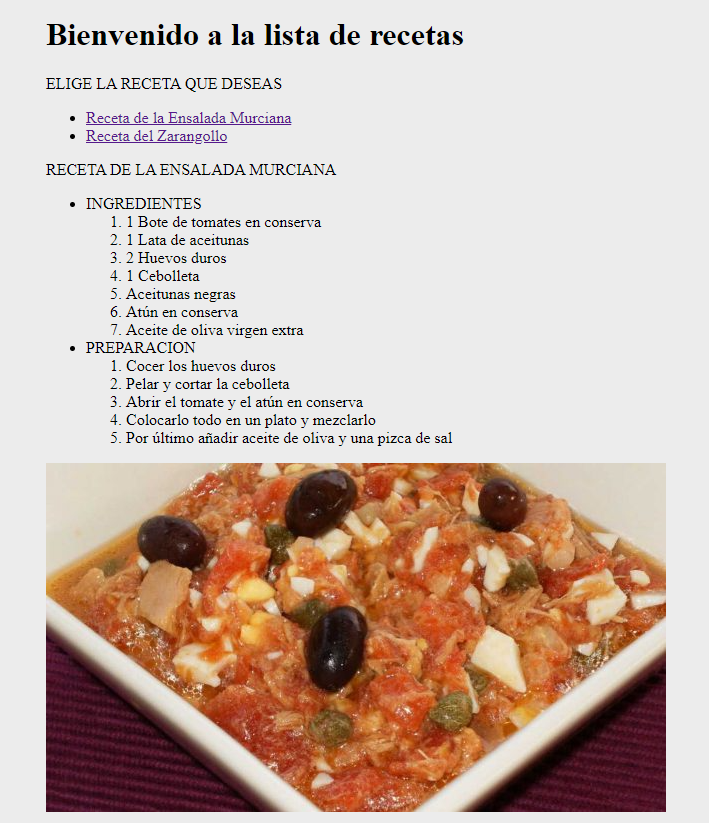 Bienvenido a la lista de recetas
ELIGE LA RECETA QUE DESEAS
Receta de la Ensalada Murciana
Receta del Zarangollo
RECETA DE LA ENSALADA MURCIANA
INGREDIENTES
1. 1 Bote de tomates en conserva
2. 1 Lata de aceitunas
3. 2 Huevos duros
4. 1 Cebolleta
5. Aceitunas negras
6. Atún en conserva
7. Aceite de oliva virgen extra
PREPARACION
1. Cocer los huevos duros
2. Pelar y cortar la cebolleta
3. Abrir el tomate y el atún en conserva
4. Colocarlo todo en un plato y mezclarlo
5. Por último añadir aceite de oliva y una pizca de sal